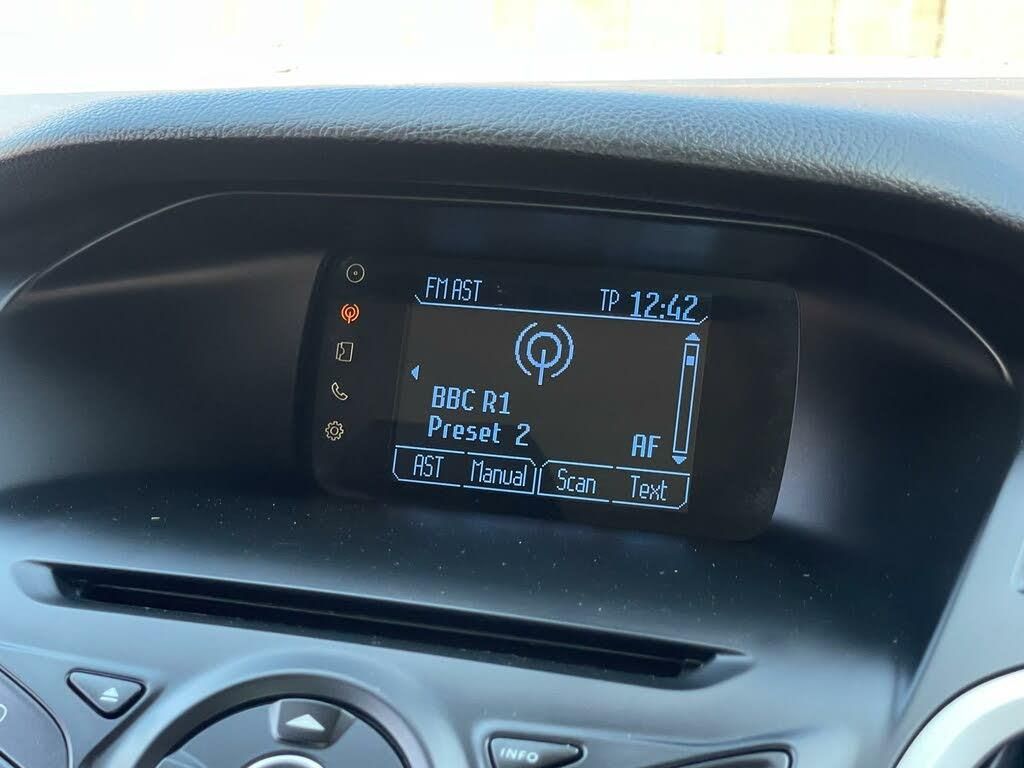 FM AST TP 12:42
BBC R1
Preset 2 AF
AST Manual Scan Text
INFO